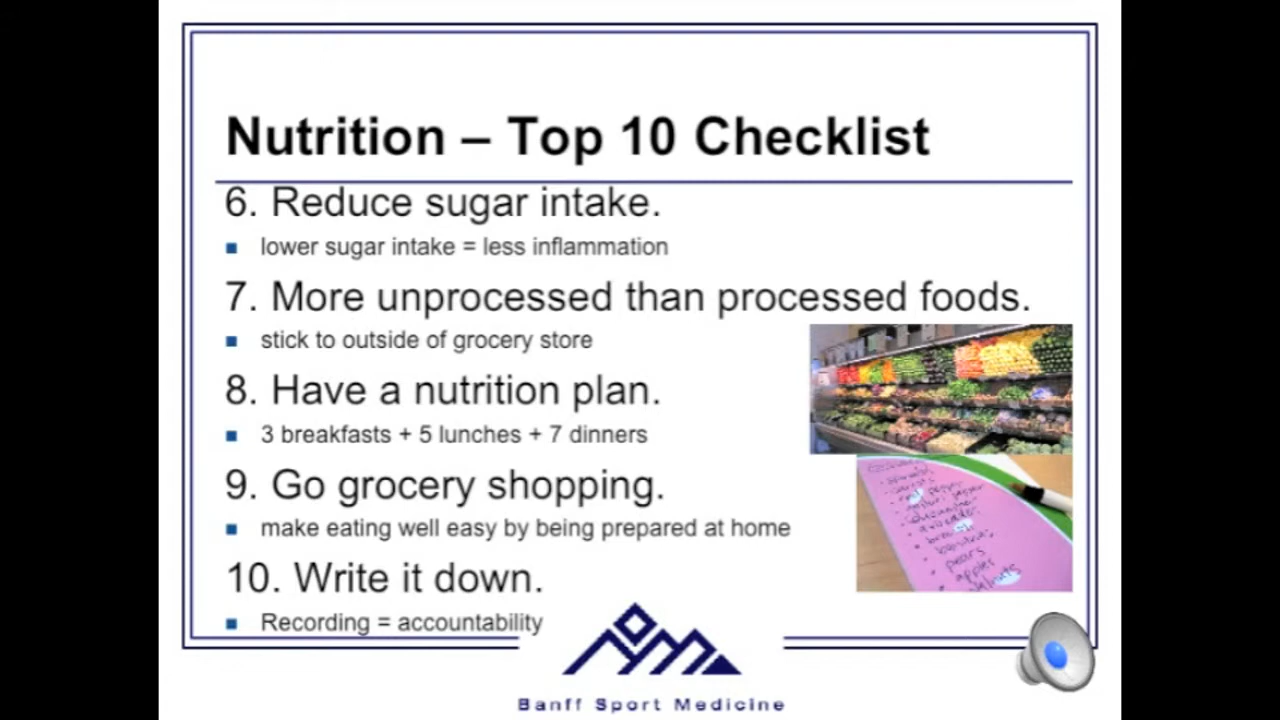 Nutrition – Top 10 Checklist
6. Reduce sugar intake.
lower sugar intake = less inflammation
7. More unprocessed than processed foods.
stick to outside of grocery store
8. Have a nutrition plan.
3 breakfasts + 5 lunches + 7 dinners
9. Go grocery shopping.
make eating well easy by being prepared at home
pears
apples
10. Write it down.
Recording = accountability
Banff Sport Medicine